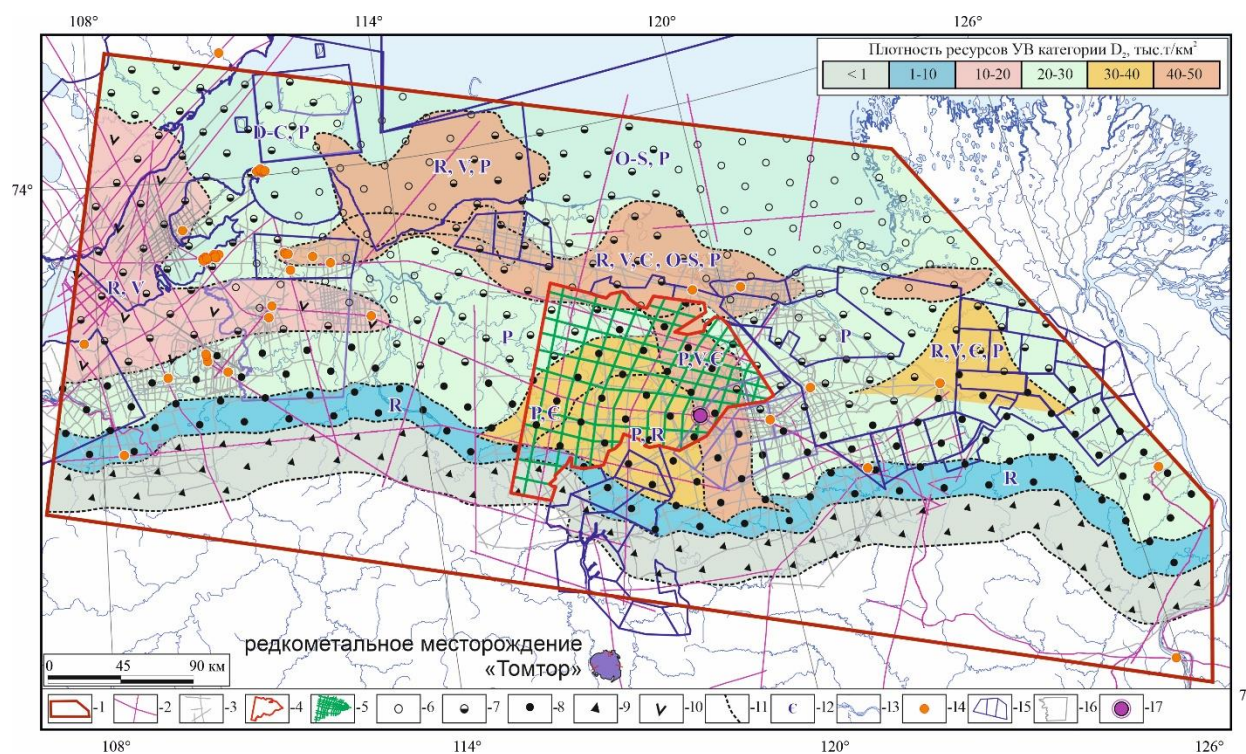 108° 114° 120° 126°
Плотность ресурсов УВ категории D₂, тыс.т/км²
< 1 1-10 10-20 20-30 30-40 40-50
D-C, P
R, V, P
O-S, P
74°
R, V, Є, O-S, P
R, V
P
P
P,V,Є
R,V,Є, P
P,Є
R
P, R
R
редкометальное месторождение
«Томтор»
0 45 90 км
-1 -2 -3 -4 -5 -6 -7 -8 -9 -10 -11 Є -12 -13 -14 -15 -16 -17
108° 114° 120° 126°